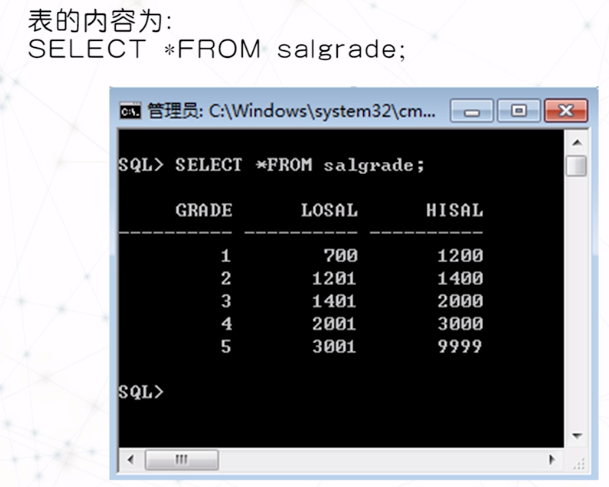 表的内容为:
SELECT *FROM salgrade;
管理员: C:\Windows\system32\cm...
SQL> SELECT *FROM salgrade;
GRADE LOSAL HISAL
---------- ---------- ----------
1 700 1200
2 1201 1400
3 1401 2000
4 2001 3000
5 3001 9999
SQL>